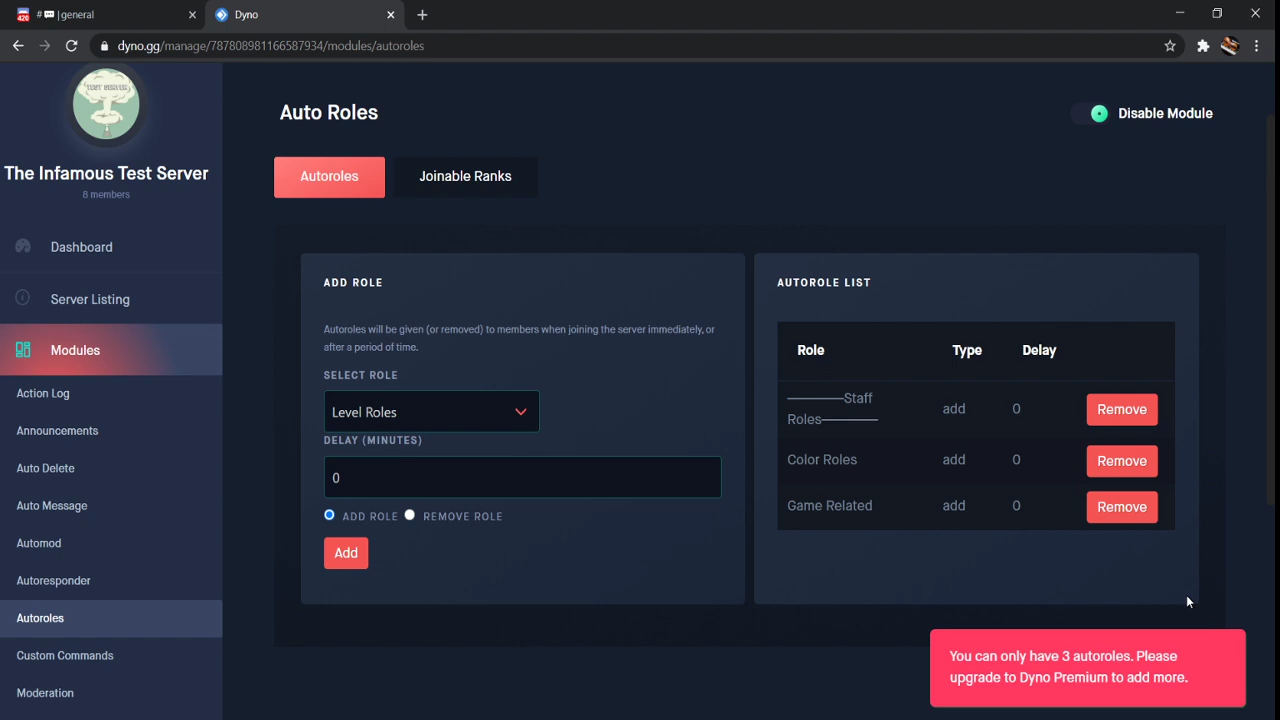 # 💬 | general
Dyno
dyno.gg/manage/787808981166587934/modules/autoroles
TEST SERVER
The Infamous Test Server
8 members
Dashboard
Server Listing
Modules
Action Log
Announcements
Auto Delete
Auto Message
Automod
Autoresponder
Autoroles
Custom Commands
Moderation
Auto Roles
Disable Module
Autoroles
Joinable Ranks
ADD ROLE
Autoroles will be given (or removed) to members when joining the server immediately, or
after a period of time.
SELECT ROLE
Level Roles
DELAY (MINUTES)
0
ADD ROLE REMOVE ROLE
Add
AUTOROLE LIST
Role Type Delay
—————Staff
Roles————— add 0 Remove
Color Roles add 0 Remove
Game Related add 0 Remove
You can only have 3 autoroles. Please
upgrade to Dyno Premium to add more.